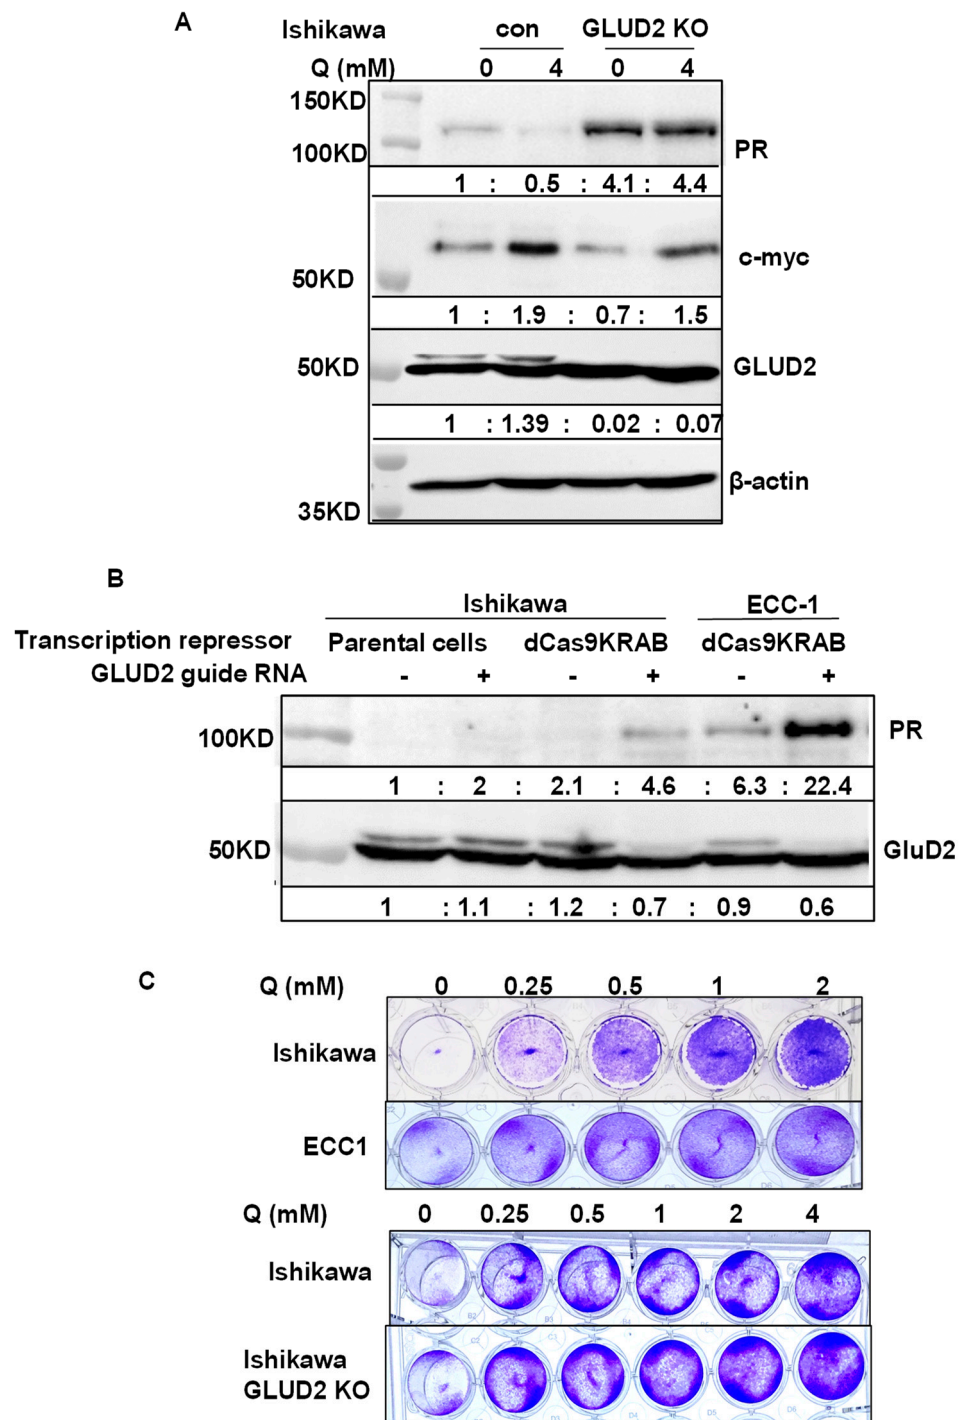 A
Ishikawa con GLUD2 KO
Q (mM) 0 4 0 4
150KD
100KD
PR
1 : 0.5 : 4.1 : 4.4
c-myc
50KD
1 : 1.9 : 0.7 : 1.5
50KD GLUD2
1 : 1.39 : 0.02 : 0.07
β-actin
35KD
B
Ishikawa ECC-1
Transcription repressor Parental cells dCas9KRAB dCas9KRAB
GLUD2 guide RNA - + - + - +
100KD PR
1 : 2 : 2.1 : 4.6 : 6.3 : 22.4
50KD GluD2
1 : 1.1 : 1.2 : 0.7 : 0.9 0.6
C
Q (mM) 0 0.25 0.5 1 2
Ishikawa
ECC1
Q (mM) 0 0.25 0.5 1 2 4
Ishikawa
Ishikawa
GLUD2 KO